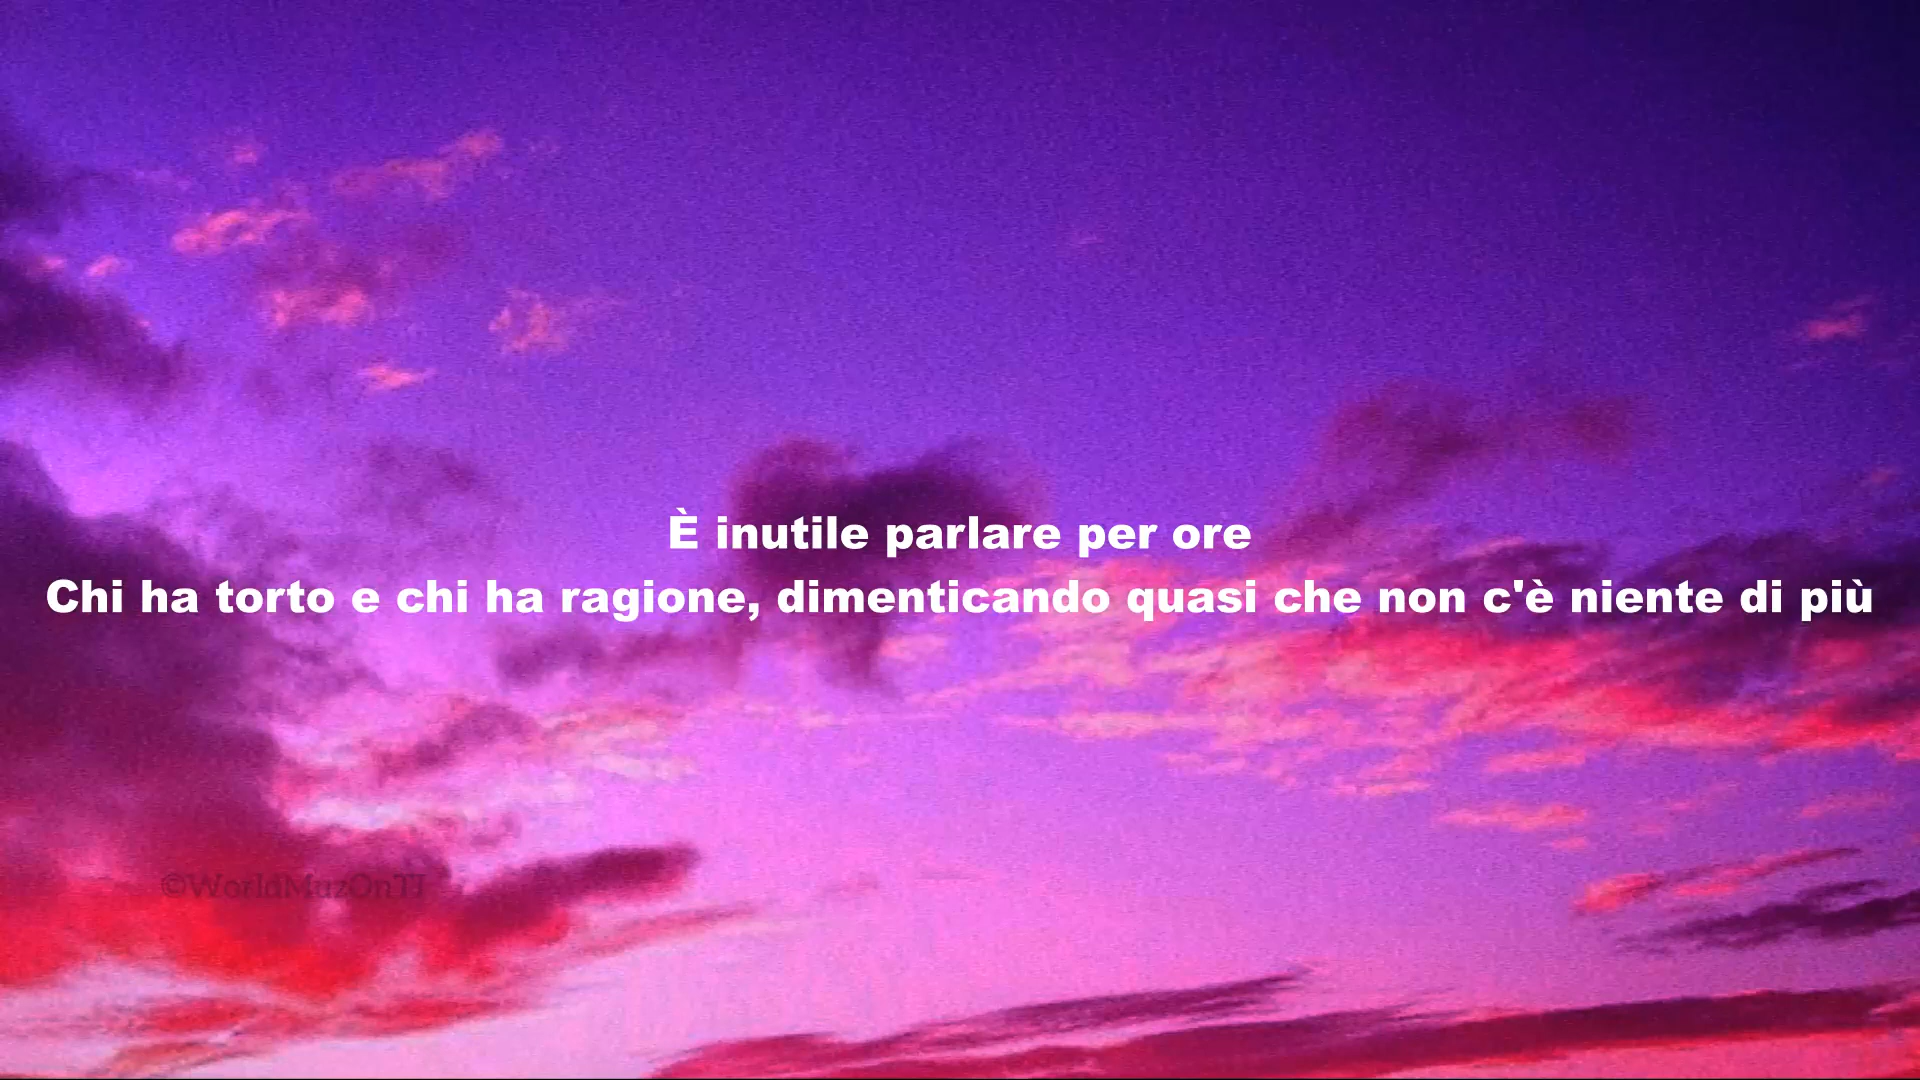 È inutile parlare per ore
Chi ha torto e chi ha ragione, dimenticando quasi che non c'è niente di più
©WorldMuzOnTJ